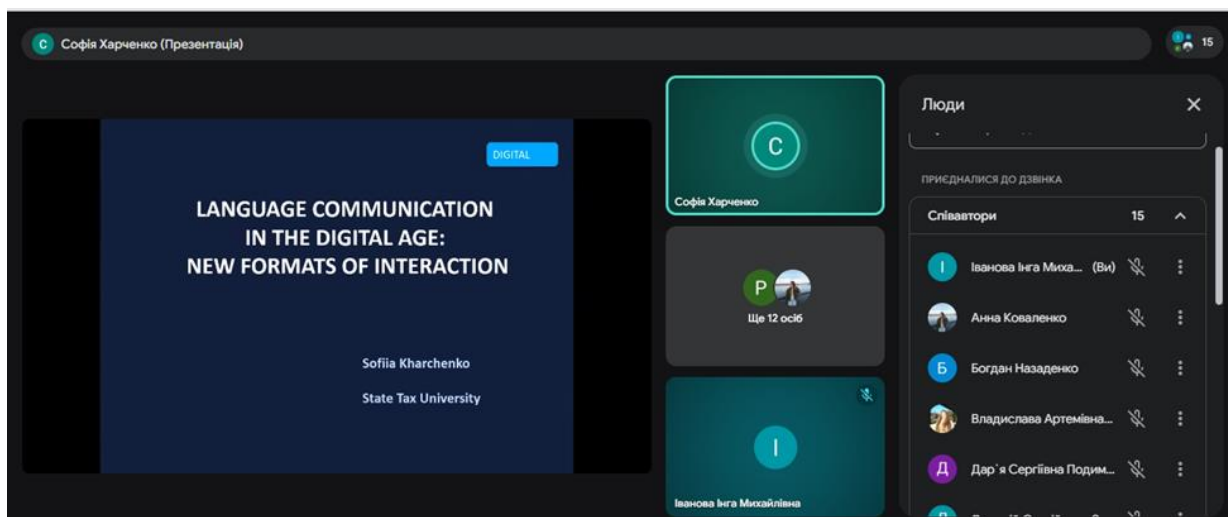 С Софія Харченко (Презентація)
15
DIGITAL
LANGUAGE COMMUNICATION
IN THE DIGITAL AGE:
NEW FORMATS OF INTERACTION
Sofiia Kharchenko
State Tax University
С
Софія Харченко
Р
Ще 12 осіб
І
Іванова Інга Михайлівна
Люди
ПРИЄДНАЛИСЯ ДО ДЗВІНКА
Співавтори 15
І Іванова Інга Миха... (Ви)
Анна Коваленко
Б Богдан Назаденко
Владислава Артемівна...
Д Дар`я Сергіївна Подим...